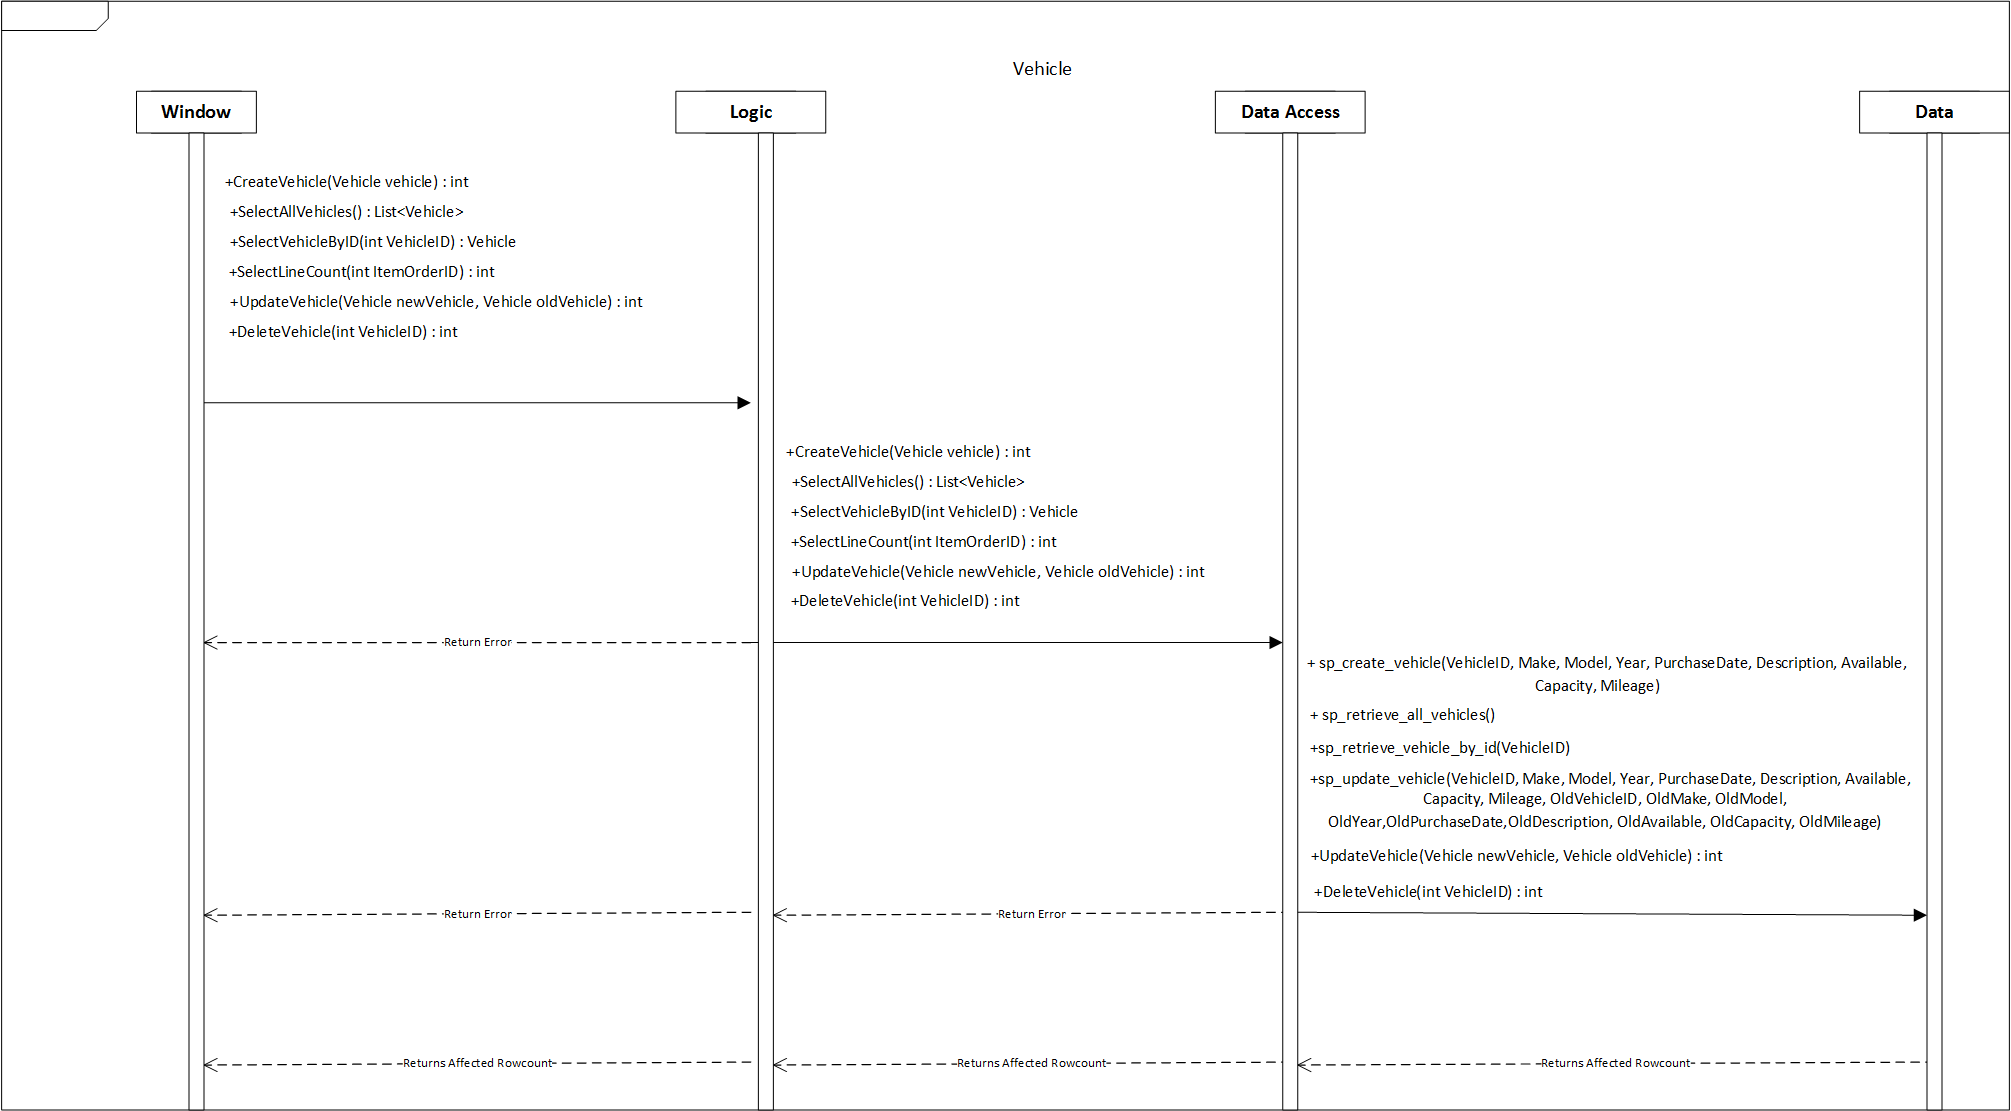 Vehicle
Window
Logic
Data Access
Data
+CreateVehicle(Vehicle vehicle) : int
+SelectAllVehicles() : List<Vehicle>
+SelectVehicleByID(int VehicleID) : Vehicle
+SelectLineCount(int ItemOrderID) : int
+UpdateVehicle(Vehicle newVehicle, Vehicle oldVehicle) : int
+DeleteVehicle(int VehicleID) : int
+CreateVehicle(Vehicle vehicle) : int
+SelectAllVehicles() : List<Vehicle>
+SelectVehicleByID(int VehicleID) : Vehicle
+SelectLineCount(int ItemOrderID) : int
+UpdateVehicle(Vehicle newVehicle, Vehicle oldVehicle) : int
+DeleteVehicle(int VehicleID) : int
Return Error
+ sp_create_vehicle(VehicleID, Make, Model, Year, PurchaseDate, Description, Available,
Capacity, Mileage)
+ sp_retrieve_all_vehicles()
+sp_retrieve_vehicle_by_id(VehicleID)
+sp_update_vehicle(VehicleID, Make, Model, Year, PurchaseDate, Description, Available,
Capacity, Mileage, OldVehicleID, OldMake, OldModel,
OldYear,OldPurchaseDate,OldDescription, OldAvailable, OldCapacity, OldMileage)
+UpdateVehicle(Vehicle newVehicle, Vehicle oldVehicle) : int
+DeleteVehicle(int VehicleID) : int
Return Error
Return Error
Returns Affected Rowcount
Returns Affected Rowcount
Returns Affected Rowcount